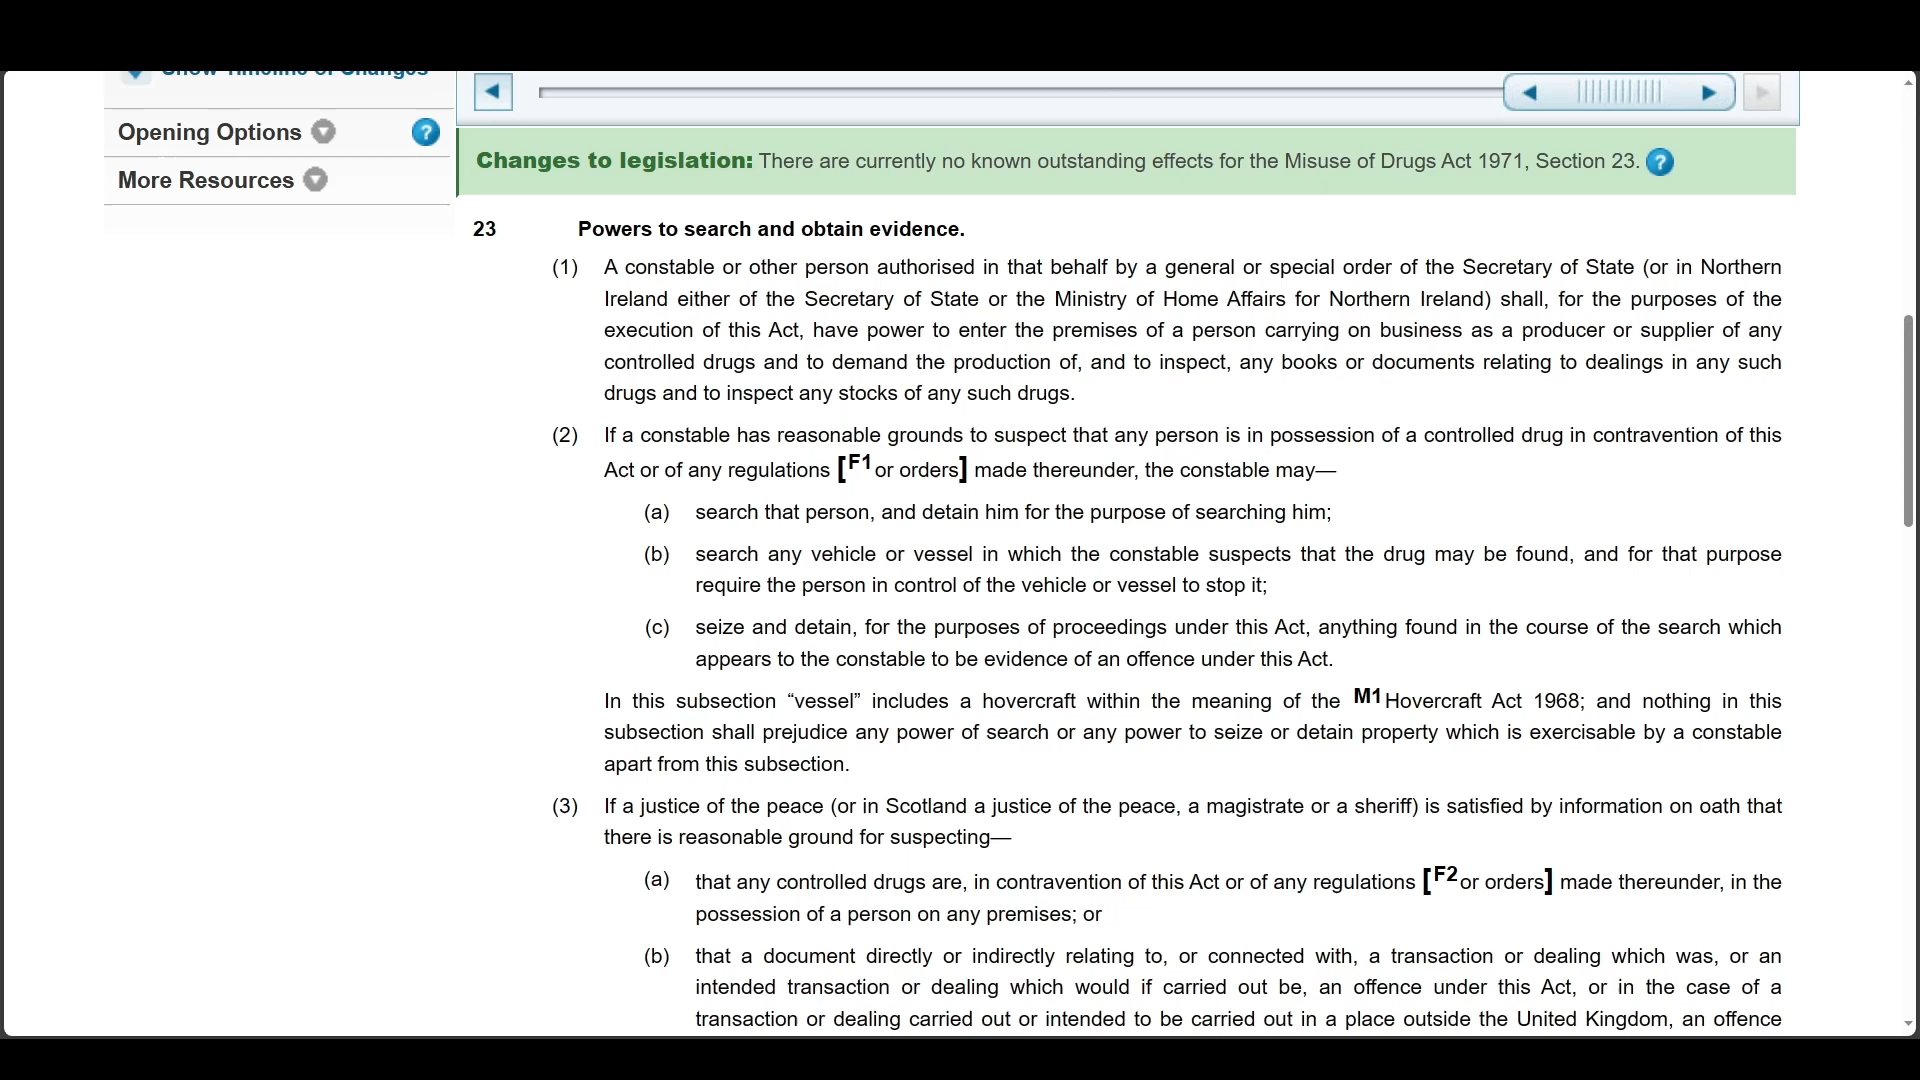 Show Timeline of Changes
Opening Options
?
More Resources
Changes to legislation: There are currently no known outstanding effects for the Misuse of Drugs Act 1971, Section 23. ?
23 Powers to search and obtain evidence.
(1) A constable or other person authorised in that behalf by a general or special order of the Secretary of State (or in Northern
Ireland either of the Secretary of State or the Ministry of Home Affairs for Northern Ireland) shall, for the purposes of the
execution of this Act, have power to enter the premises of a person carrying on business as a producer or supplier of any
controlled drugs and to demand the production of, and to inspect, any books or documents relating to dealings in any such
drugs and to inspect any stocks of any such drugs.
(2) If a constable has reasonable grounds to suspect that any person is in possession of a controlled drug in contravention of this
Act or of any regulations [F1 or orders] made thereunder, the constable may—
(a) search that person, and detain him for the purpose of searching him;
(b) search any vehicle or vessel in which the constable suspects that the drug may be found, and for that purpose
require the person in control of the vehicle or vessel to stop it;
(c) seize and detain, for the purposes of proceedings under this Act, anything found in the course of the search which
appears to the constable to be evidence of an offence under this Act.
In this subsection “vessel” includes a hovercraft within the meaning of the M1 Hovercraft Act 1968; and nothing in this
subsection shall prejudice any power of search or any power to seize or detain property which is exercisable by a constable
apart from this subsection.
(3) If a justice of the peace (or in Scotland a justice of the peace, a magistrate or a sheriff) is satisfied by information on oath that
there is reasonable ground for suspecting—
(a) that any controlled drugs are, in contravention of this Act or of any regulations [F2 or orders] made thereunder, in the
possession of a person on any premises; or
(b) that a document directly or indirectly relating to, or connected with, a transaction or dealing which was, or an
intended transaction or dealing which would if carried out be, an offence under this Act, or in the case of a
transaction or dealing carried out or intended to be carried out in a place outside the United Kingdom, an offence